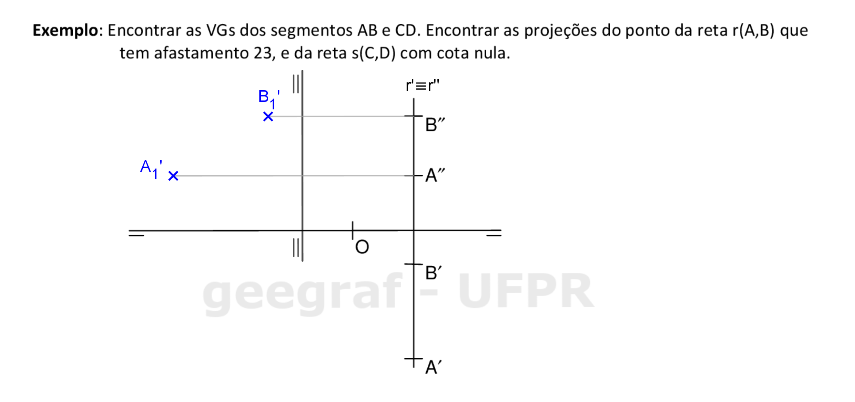 Exemplo: Encontrar as VGs dos segmentos AB e CD. Encontrar as projeções do ponto da reta r(A,B) que
tem afastamento 23, e da reta s(C,D) com cota nula.
r'≡r"
B₁'
B″
A₁'
A″
O
B′
geegraf - UFPR
A′